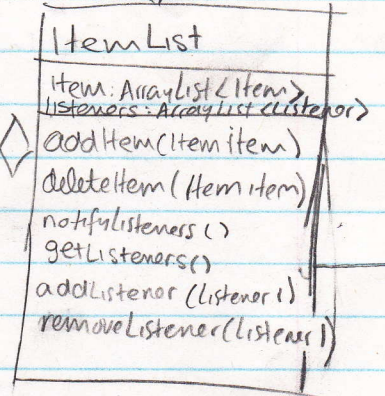 ItemList
Item: ArrayList<Item>
listeners: ArrayList<Listener>
addItem(Item item)
deleteItem(Item item)
notifyListeners()
getListeners()
addListener(listener l)
removeListener(listener l)